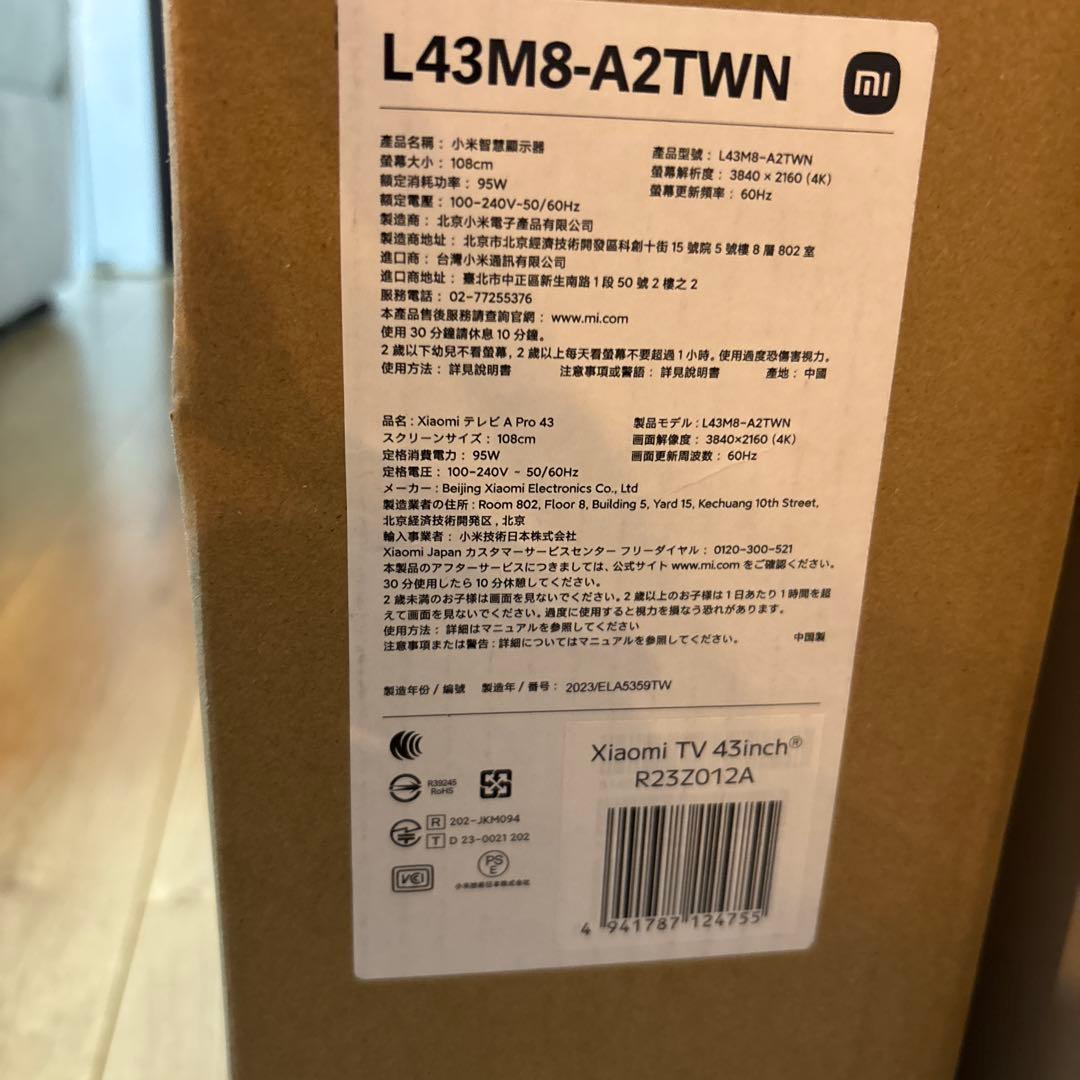 L43M8-A2TWN
mi
產品名稱：小米智慧顯示器
產品型號：L43M8-A2TWN
螢幕大小：108cm
螢幕解析度：3840 × 2160 (4K)
額定消耗功率：95W
螢幕更新頻率：60Hz
額定電壓：100-240V~50/60Hz
製造商：北京小米電子產品有限公司
製造商地址：北京市北京經濟技術開發區科創十街 15 號院 5 號樓 8 層 802 室
進口商：台灣小米通訊有限公司
進口商地址：臺北市中正區新生南路 1 段 50 號 2 樓之 2
服務電話：02-77255376
本產品售後服務請查詢官網：www.mi.com
使用 30 分鐘請休息 10 分鐘。
2 歲以下幼兒不看螢幕，2 歲以上每天看螢幕不要超過 1 小時。使用過度恐傷害視力。
使用方法：詳見說明書 注意事項或警語：詳見說明書 產地：中國
品名：Xiaomi テレビ A Pro 43
製品モデル：L43M8-A2TWN
スクリーンサイズ：108cm
画面解像度：3840×2160 (4K)
定格消費電力：95W
画面更新周波数：60Hz
定格電圧：100-240V ~ 50/60Hz
メーカー：Beijing Xiaomi Electronics Co., Ltd
製造業者の住所：Room 802, Floor 8, Building 5, Yard 15, Kechuang 10th Street,
北京経済技術開発区，北京
輸入事業者：小米技術日本株式会社
Xiaomi Japan カスタマーサービスセンター フリーダイヤル：0120-300-521
本製品のアフターサービスにつきましては、公式サイト www.mi.com をご確認ください。
30 分使用したら 10 分休憩してください。
2 歳未満のお子様は画面を見ないでください。2 歳以上のお子様は 1 日あたり 1 時間を超
えて画面を見ないでください。過度に使用すると視力を損なう恐れがあります。
使用方法：詳細はマニュアルを参照してください
注意事項または警告：詳細についてはマニュアルを参照してください。 中国製
製造年份 / 編號 製造年 / 番号：2023/ELA5359TW
Xiaomi TV 43inch®
R23Z012A
R39245
RoHS
R 202-JKM094
T D 23-0021 202
VCCI
PS
E
小米技術日本株式会社
4 941787 124755